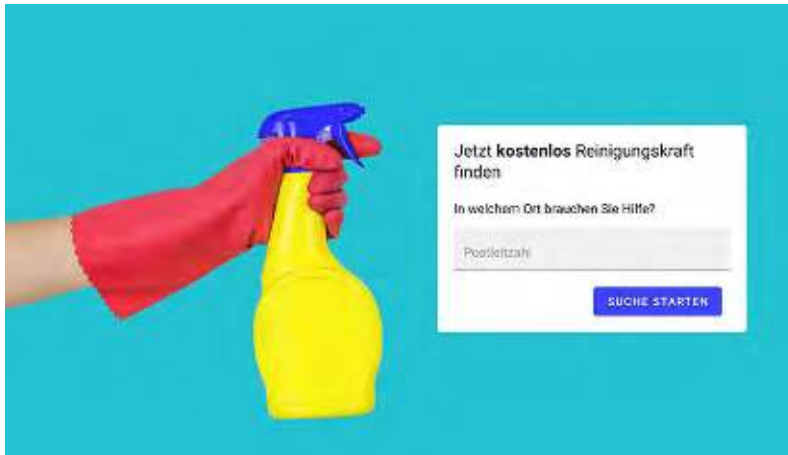 Jetzt kostenlos Reinigungskraft
finden
In welchem Ort brauchen Sie Hilfe?
Postleitzahl
SUCHE STARTEN